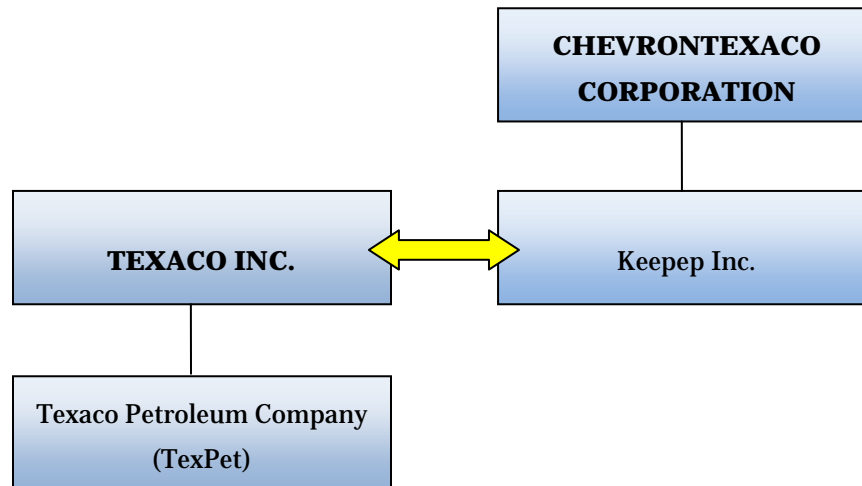 CHEVRONTEXACO
CORPORATION
TEXACO INC.
Keepep Inc.
Texaco Petroleum Company
(TexPet)